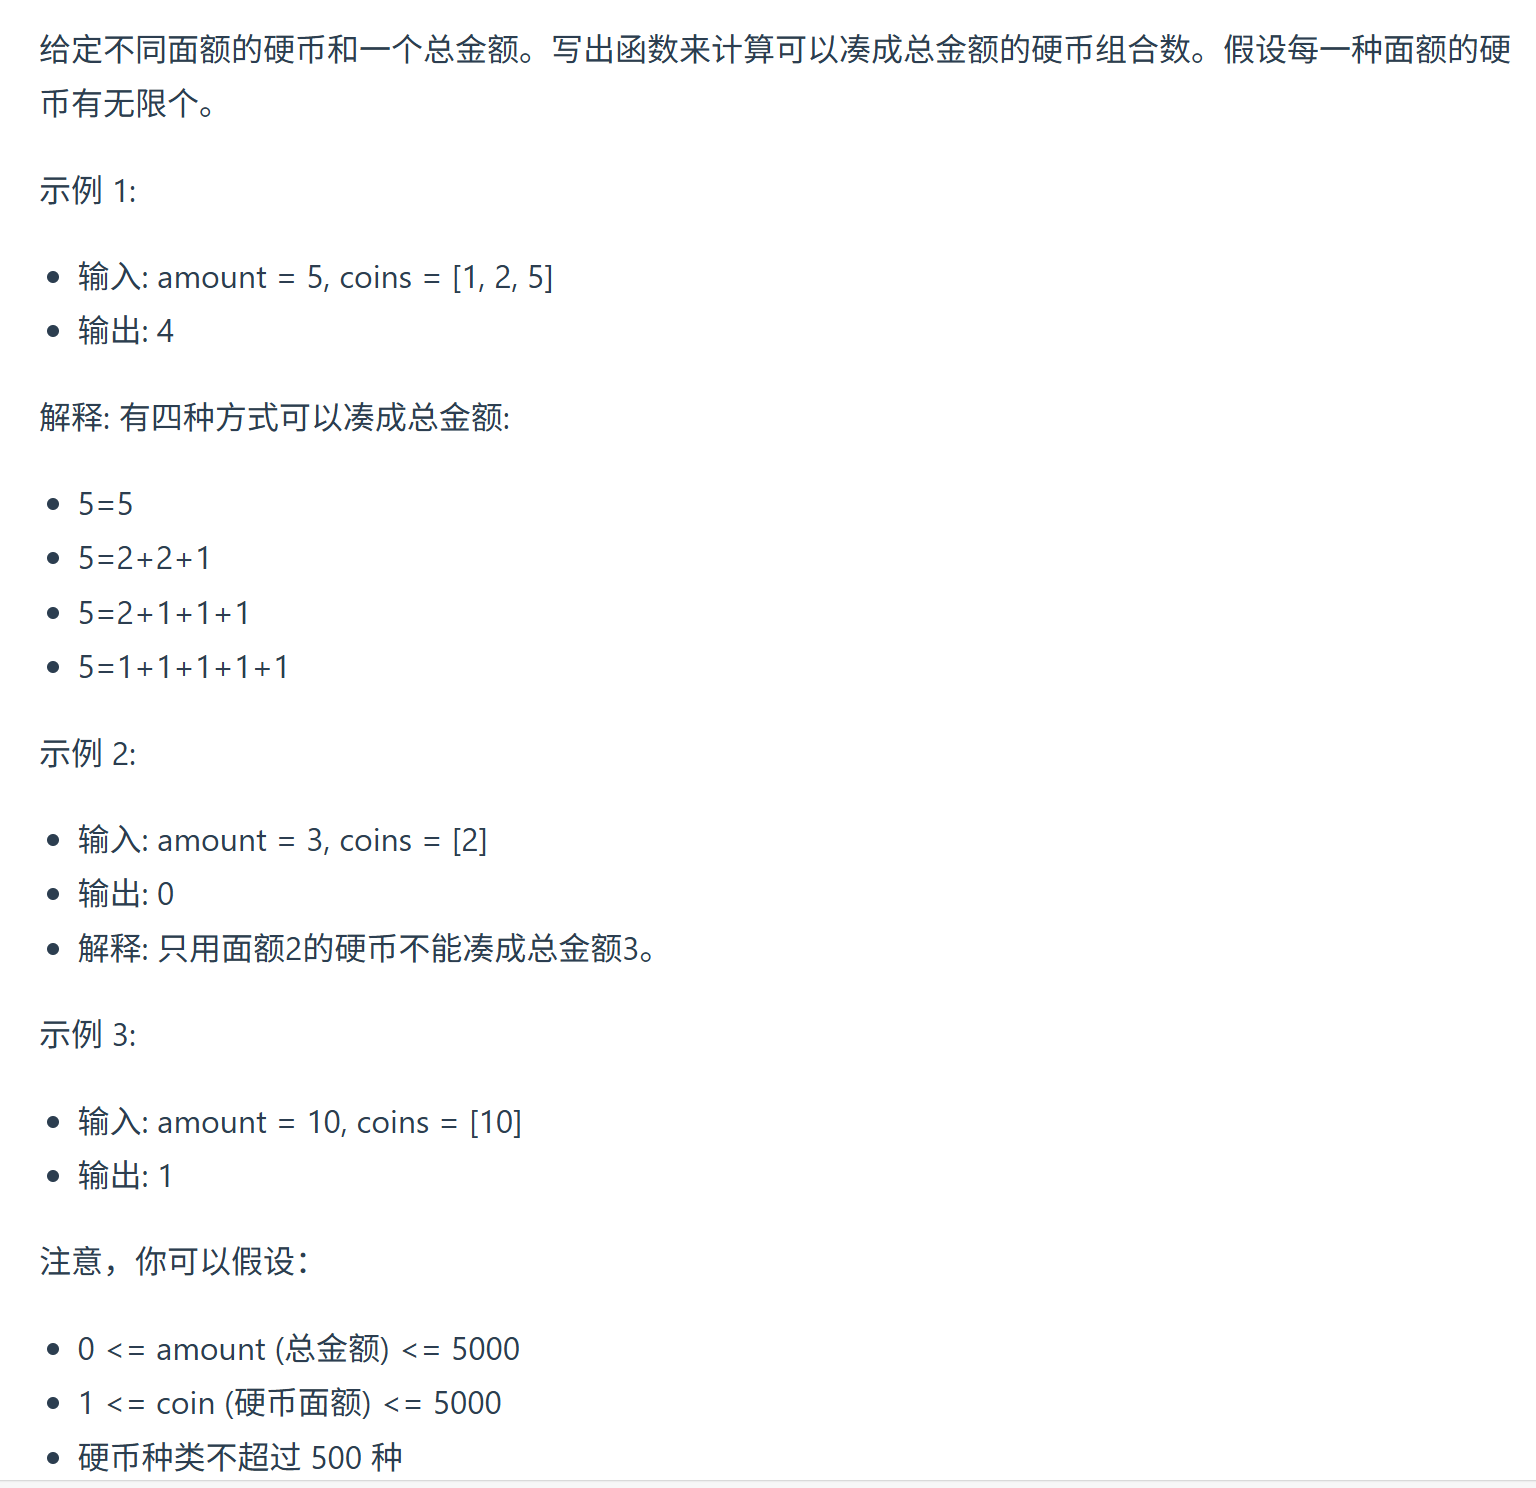 给定不同面额的硬币和一个总金额。写出函数来计算可以凑成总金额的硬币组合数。假设每一种面额的硬
币有无限个。
示例 1:
输入: amount = 5, coins = [1, 2, 5]
输出: 4
解释: 有四种方式可以凑成总金额:
5=5
5=2+2+1
5=2+1+1+1
5=1+1+1+1+1
示例 2:
输入: amount = 3, coins = [2]
输出: 0
解释: 只用面额2的硬币不能凑成总金额3。
示例 3:
输入: amount = 10, coins = [10]
输出: 1
注意，你可以假设：
0 <= amount (总金额) <= 5000
1 <= coin (硬币面额) <= 5000
硬币种类不超过 500 种